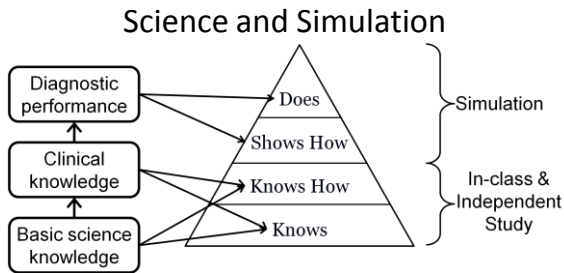 Science and Simulation
Diagnostic
performance
Clinical
knowledge
Basic science
knowledge
Does
Shows How
Knows How
Knows
Simulation
In-class &
Independent
Study